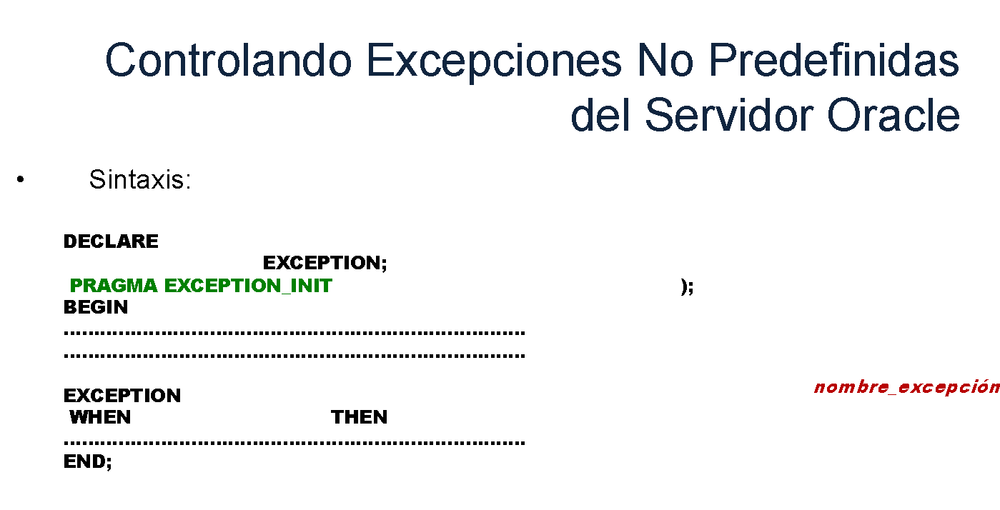 Controlando Excepciones No Predefinidas
del Servidor Oracle
• Sintaxis:
DECLARE
EXCEPTION;
PRAGMA EXCEPTION_INIT );
BEGIN
...........................................................................
...........................................................................
EXCEPTION
nombre_excepción
WHEN THEN
...........................................................................
END;